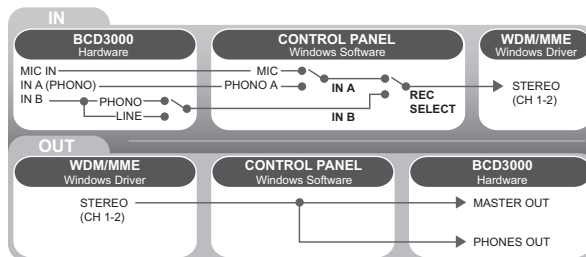 IN
BCD3000
Hardware
CONTROL PANEL
Windows Software
WDM/MME
Windows Driver
MIC IN
MIC
IN A (PHONO)
PHONO A
IN A
STEREO
(CH 1-2)
IN B
PHONO
REC
SELECT
LINE
IN B
OUT
WDM/MME
Windows Driver
CONTROL PANEL
Windows Software
BCD3000
Hardware
STEREO
(CH 1-2)
MASTER OUT
PHONES OUT